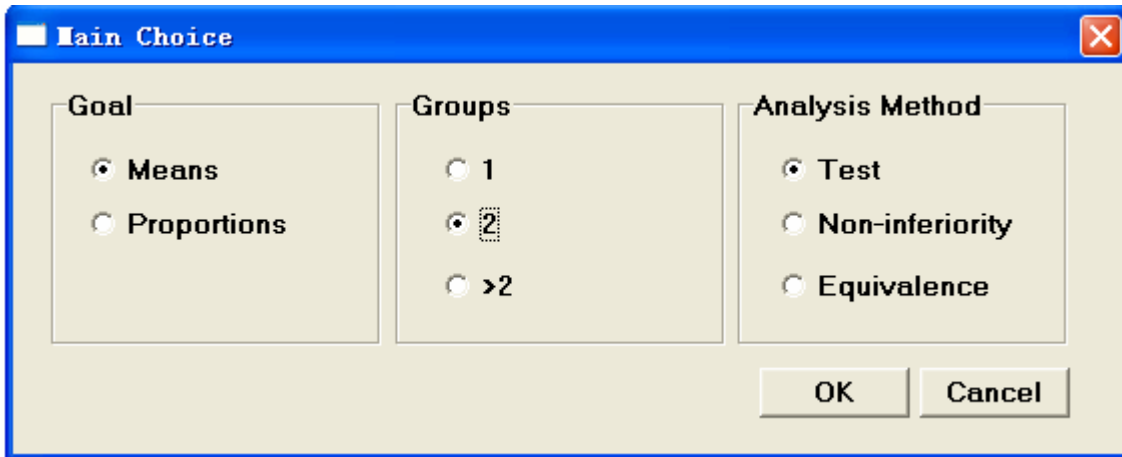 Main Choice
Goal
Means
Proportions
Groups
1
2
>2
Analysis Method
Test
Non-inferiority
Equivalence
OK
Cancel